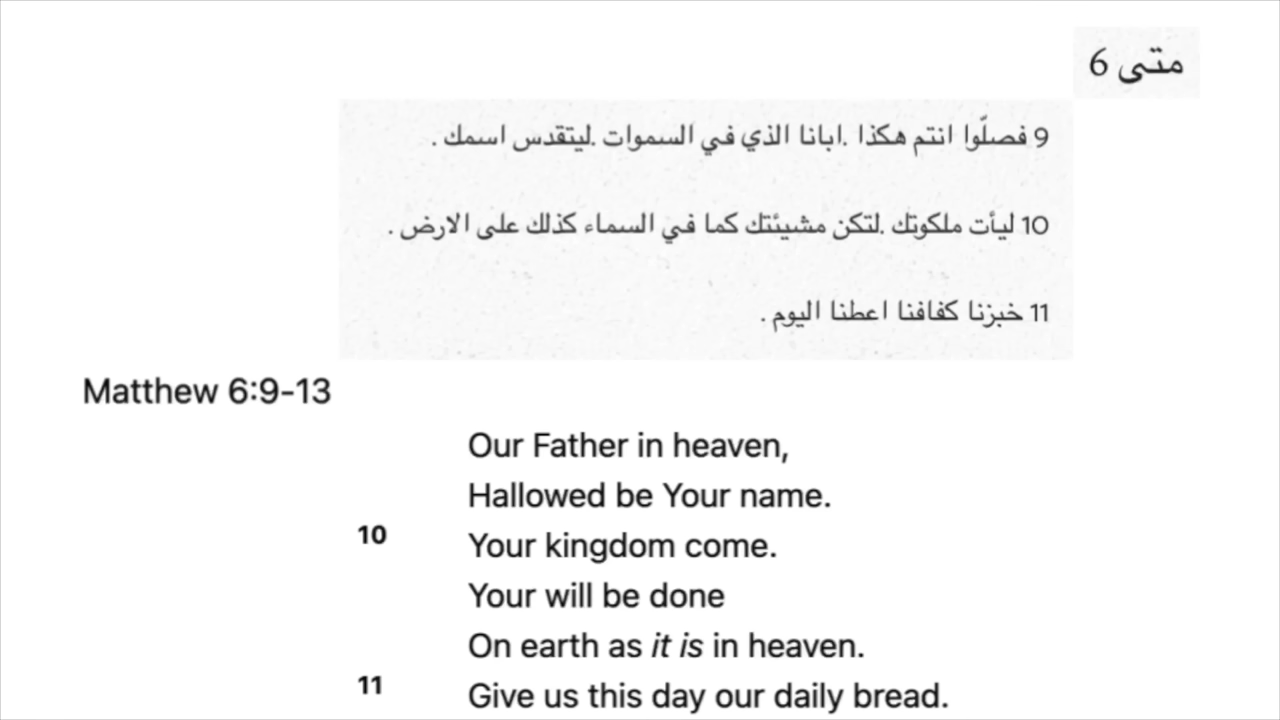 متى 6
9 فصلّوا انتم هكذا .ابانا الذي في السموات .ليتقدس اسمك .
10 ليأت ملكوتك .لتكن مشيئتك كما في السماء كذلك على الارض .
11 خبزنا كفافنا اعطنا اليوم .
Matthew 6:9-13
Our Father in heaven,
Hallowed be Your name.
10 Your kingdom come.
Your will be done
On earth as it is in heaven.
11 Give us this day our daily bread.